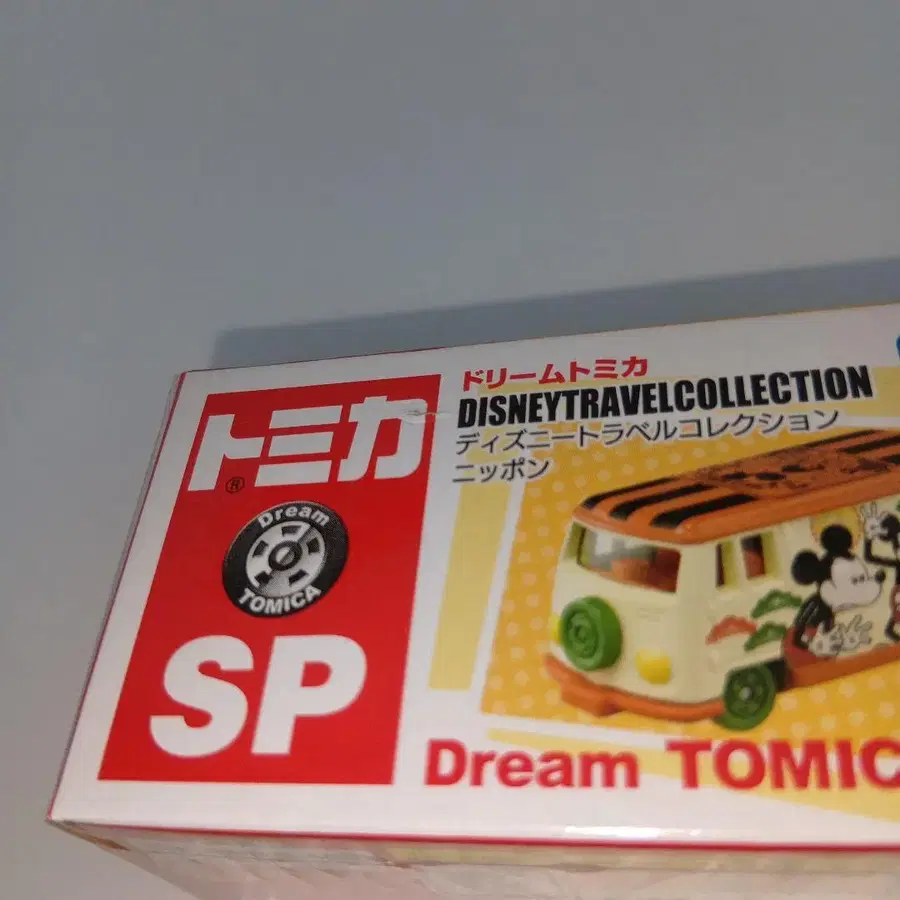 トミカ
®
Dream
TOMICA
SP
ドリームトミカ
DISNEYTRAVELCOLLECTION
ディズニートラベルコレクション
ニッポン
Dream TOMIC